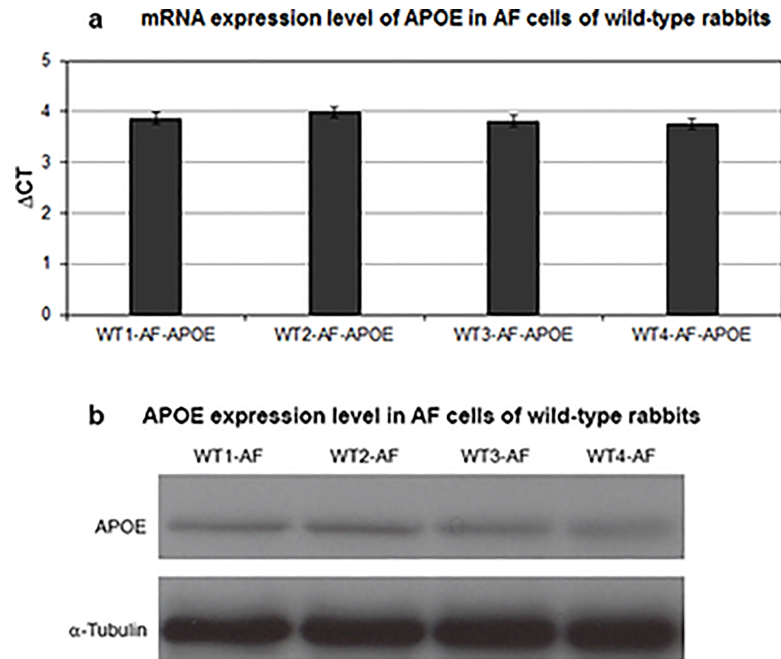 a mRNA expression level of APOE in AF cells of wild-type rabbits
5
4
3
2
1
0
ΔCT
WT1-AF-APOE WT2-AF-APOE WT3-AF-APOE WT4-AF-APOE
b APOE expression level in AF cells of wild-type rabbits
WT1-AF WT2-AF WT3-AF WT4-AF
APOE
α-Tubulin